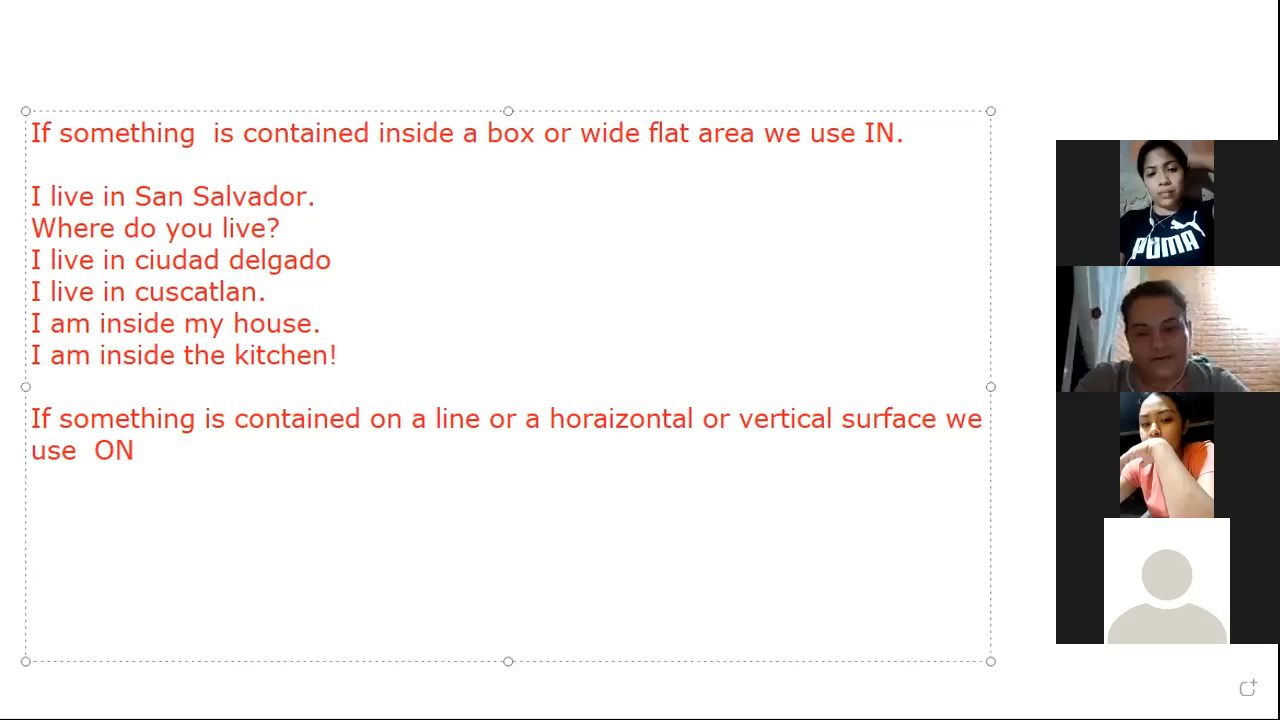 If something  is contained inside a box or wide flat area we use IN.
I live in San Salvador.
Where do you live?
I live in ciudad delgado
I live in cuscatlan.
I am inside my house.
I am inside the kitchen!
If something is contained on a line or a horaizontal or vertical surface we
use  ON
PUMA